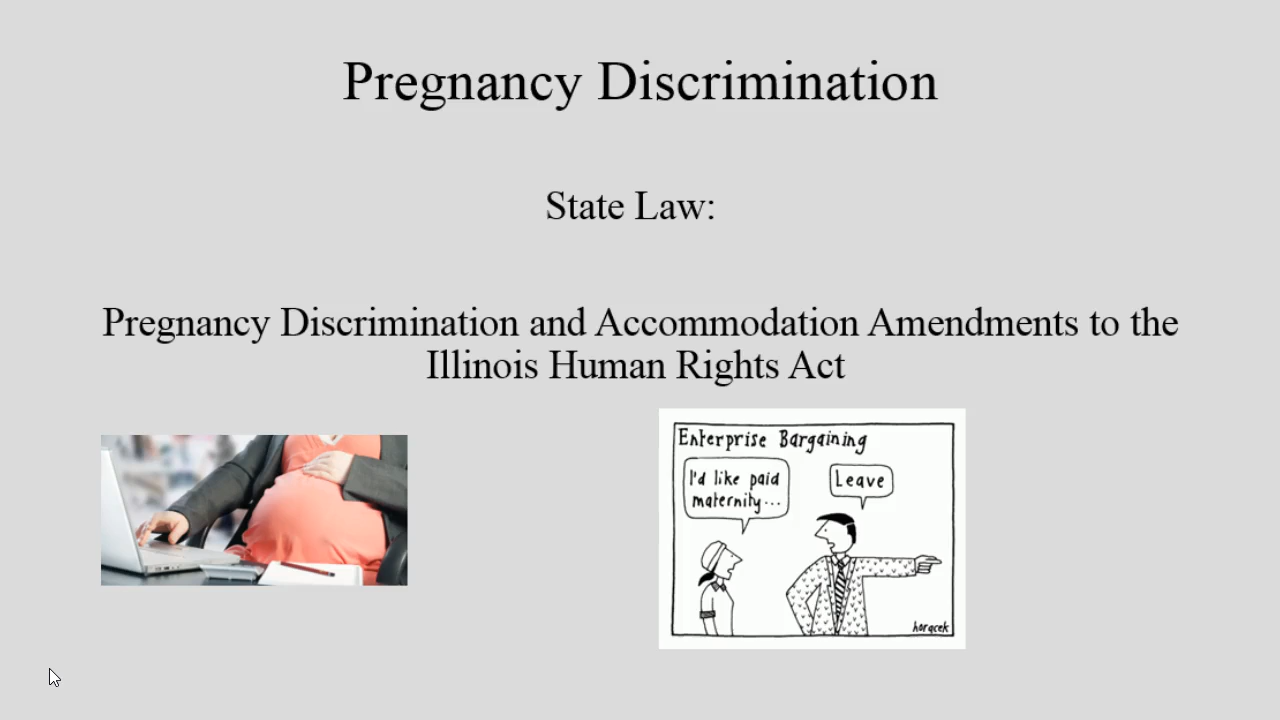 Pregnancy Discrimination
State Law:
Pregnancy Discrimination and Accommodation Amendments to the
Illinois Human Rights Act
Enterprise Bargaining
I'd like paid
maternity...
Leave
horacek